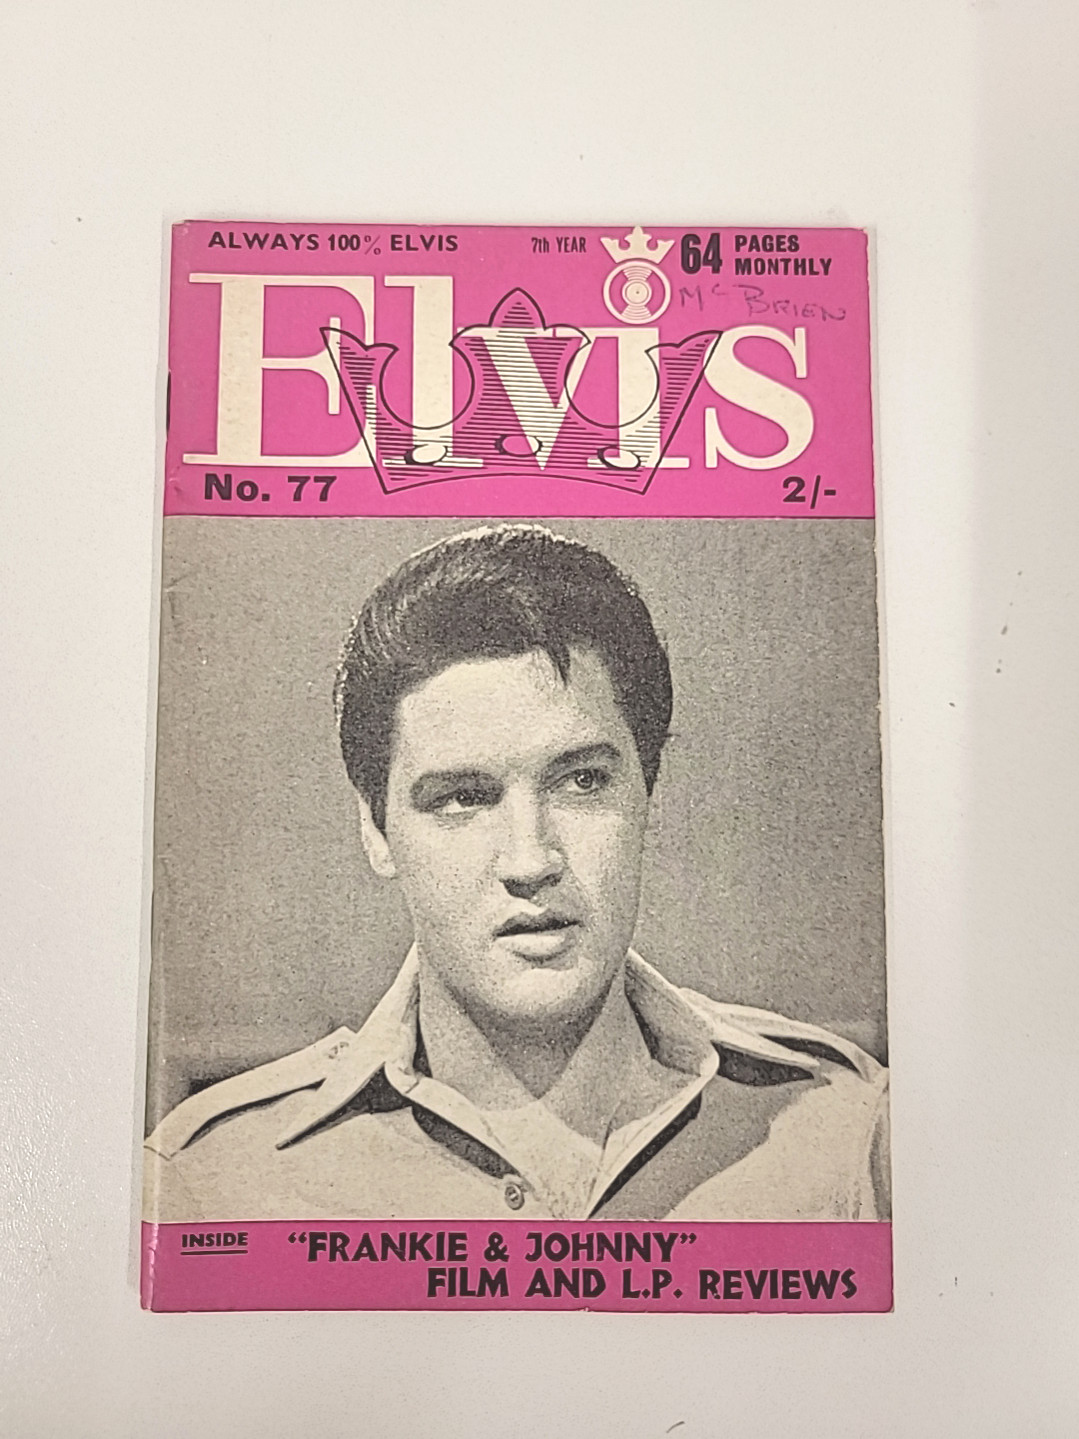 ALWAYS 100% ELVIS 7th YEAR 64 PAGES MONTHLY
Mc BRIEN
Elvis
No. 77 2/-
INSIDE "FRANKIE & JOHNNY"
FILM AND L.P. REVIEWS